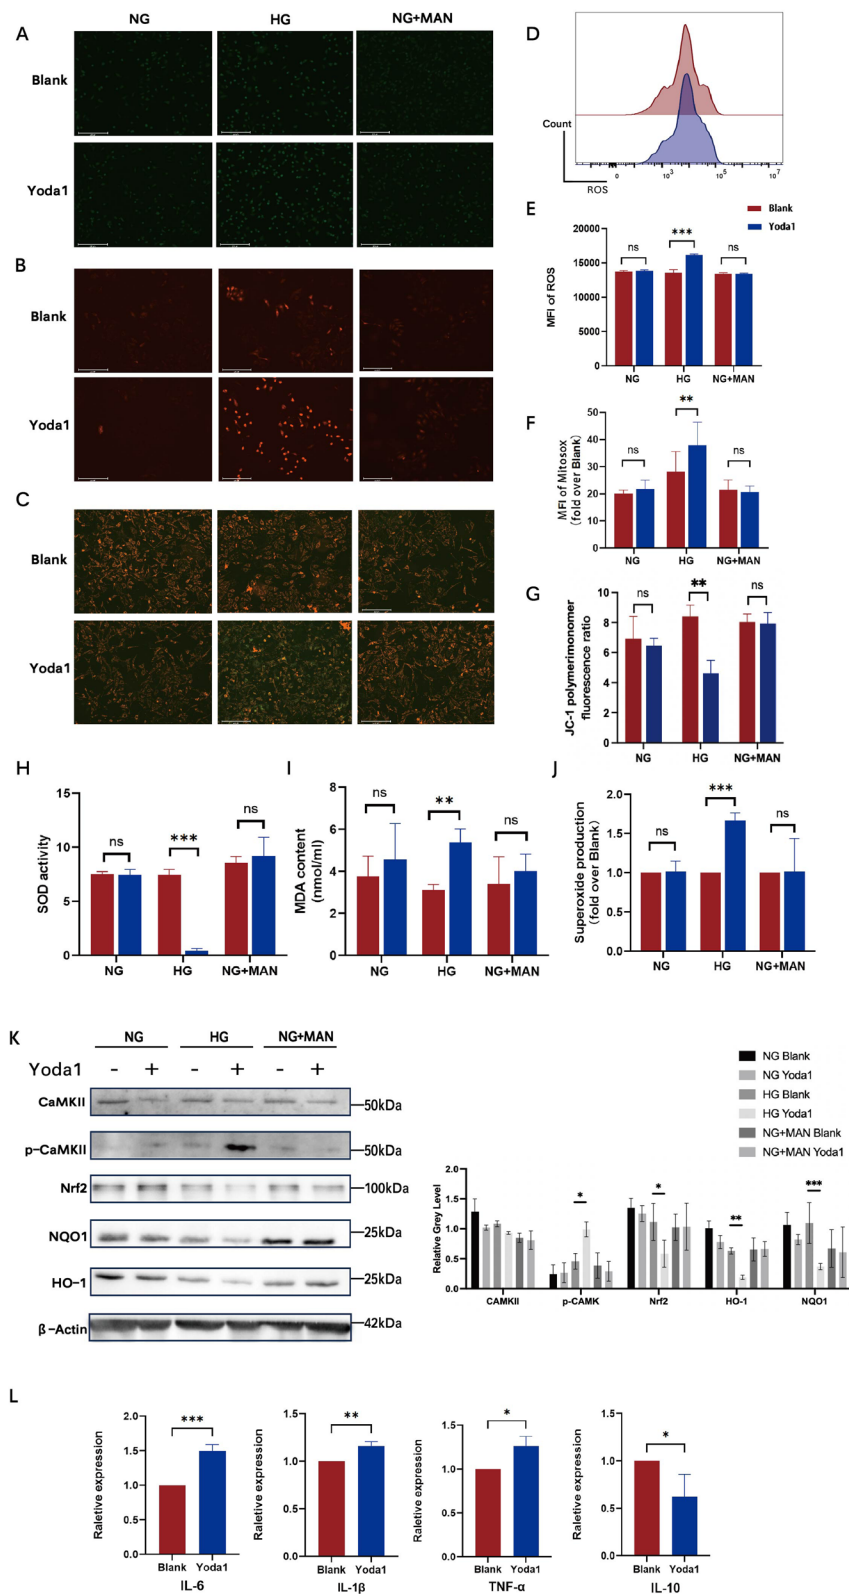 NG HG NG+MAN
A
Blank
Yoda1
B
Blank
Yoda1
C
Blank
Yoda1
D
Count
ROS
0 10³ 10⁵ 10⁷
E
Blank
Yoda1
MFI of ROS
20000
15000
10000
5000
0
ns *** ns
NG HG NG+MAN
F
MFI of Mitosox
(fold over Blank)
50
40
30
20
10
0
ns ** ns
NG HG NG+MAN
G
JC-1 polymerimonomer
fluorescence ratio
10
8
6
4
2
0
ns ** ns
NG HG NG+MAN
H
SOD activity
15
10
5
0
ns *** ns
NG HG NG+MAN
I
MDA content
(nmol/ml)
8
6
4
2
0
ns ** ns
NG HG NG+MAN
J
Superoxide production
(fold over Blank)
2.0
1.5
1.0
0.5
0.0
ns *** ns
NG HG NG+MAN
K
NG HG NG+MAN
Yoda1 - + - + - +
CaMKII 50kDa
p-CaMKII 50kDa
Nrf2 100kDa
NQO1 25kDa
HO-1 25kDa
β-Actin 42kDa
NG Blank
NG Yoda1
HG Blank
HG Yoda1
NG+MAN Blank
NG+MAN Yoda1
Relative Grey Level
2.0
1.5
1.0
0.5
0.0
* * ** ***
CAMKII p-CAMK Nrf2 HO-1 NQO1
L
Raletive expression
2.0
1.5
1.0
0.5
0.0
***
Blank Yoda1
IL-6
Raletive expression
1.5
1.0
0.5
0.0
**
Blank Yoda1
IL-1β
Raletive expression
1.5
1.0
0.5
0.0
*
Blank Yoda1
TNF-α
Raletive expression
1.5
1.0
0.5
0.0
*
Blank Yoda1
IL-10